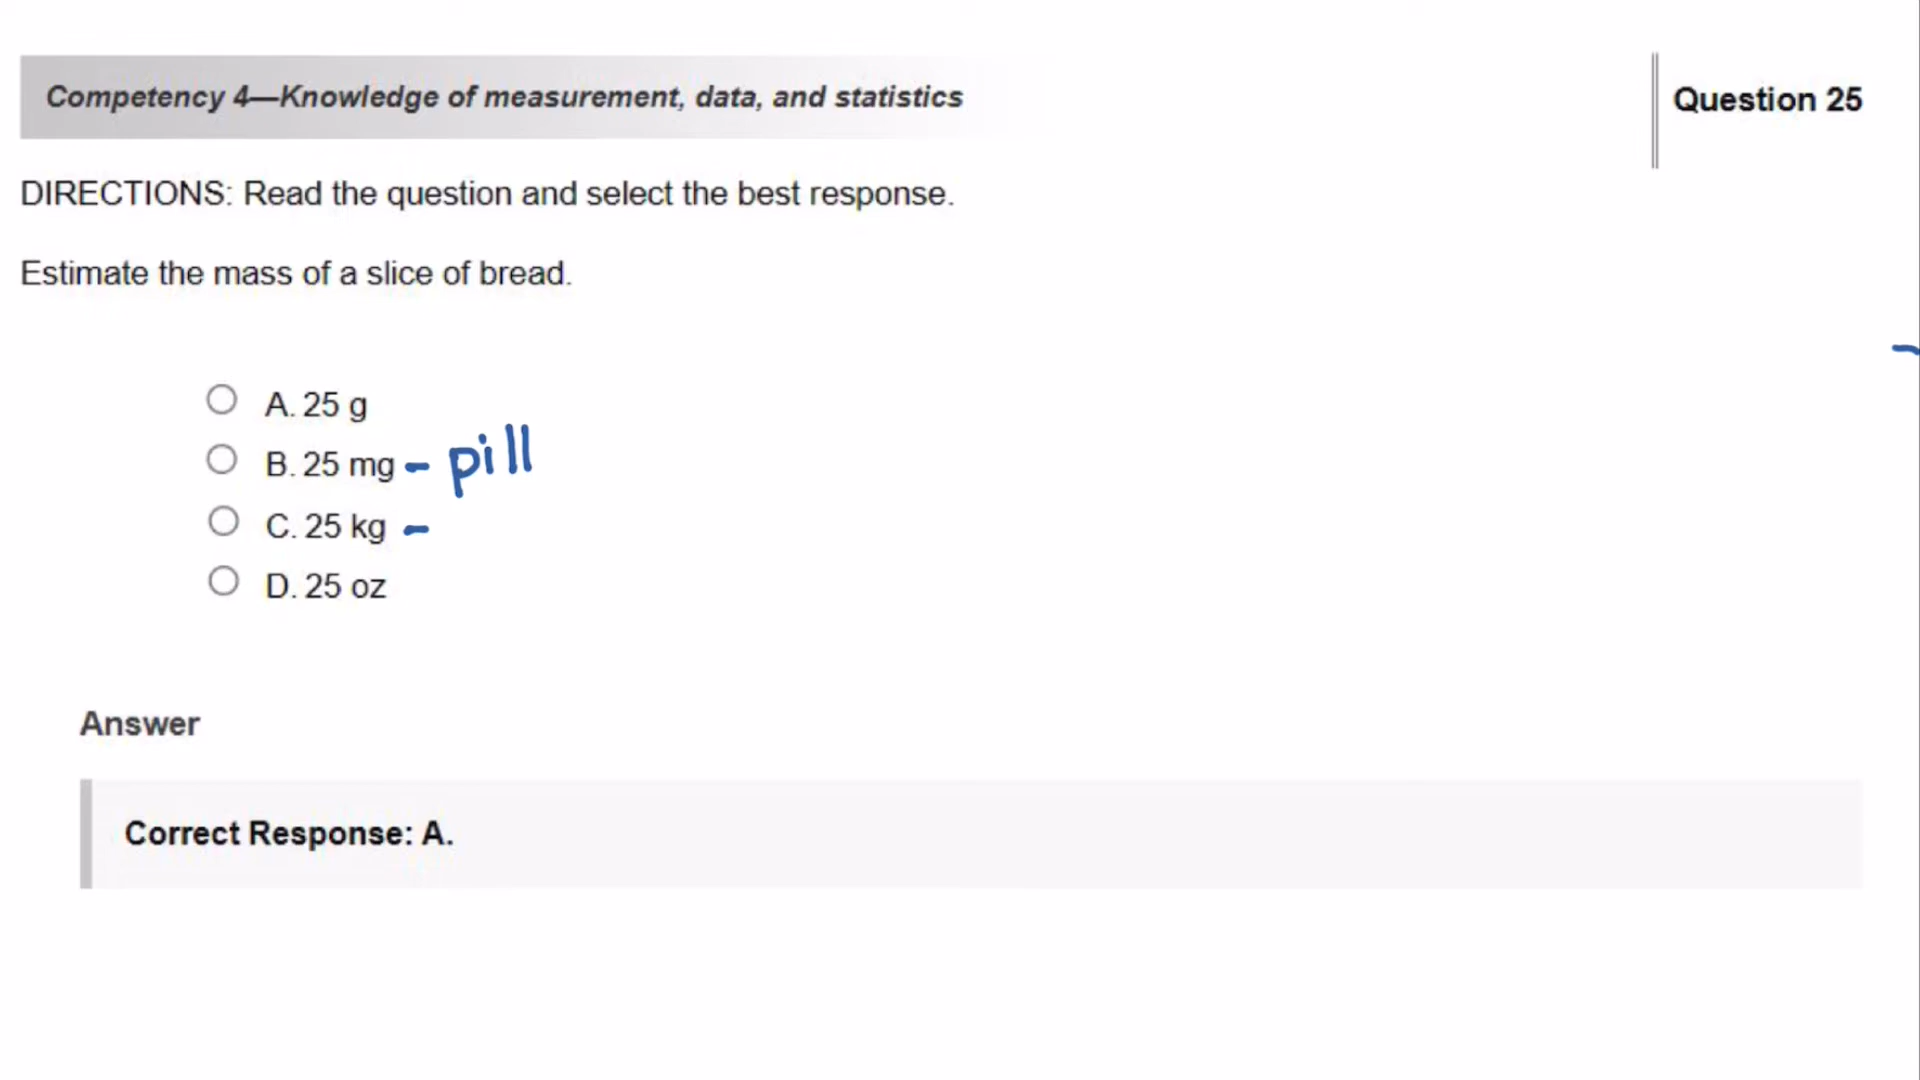 Competency 4—Knowledge of measurement, data, and statistics
Question 25
DIRECTIONS: Read the question and select the best response.
Estimate the mass of a slice of bread.
A. 25 g
B. 25 mg - pill
C. 25 kg -
D. 25 oz
Answer
Correct Response: A.